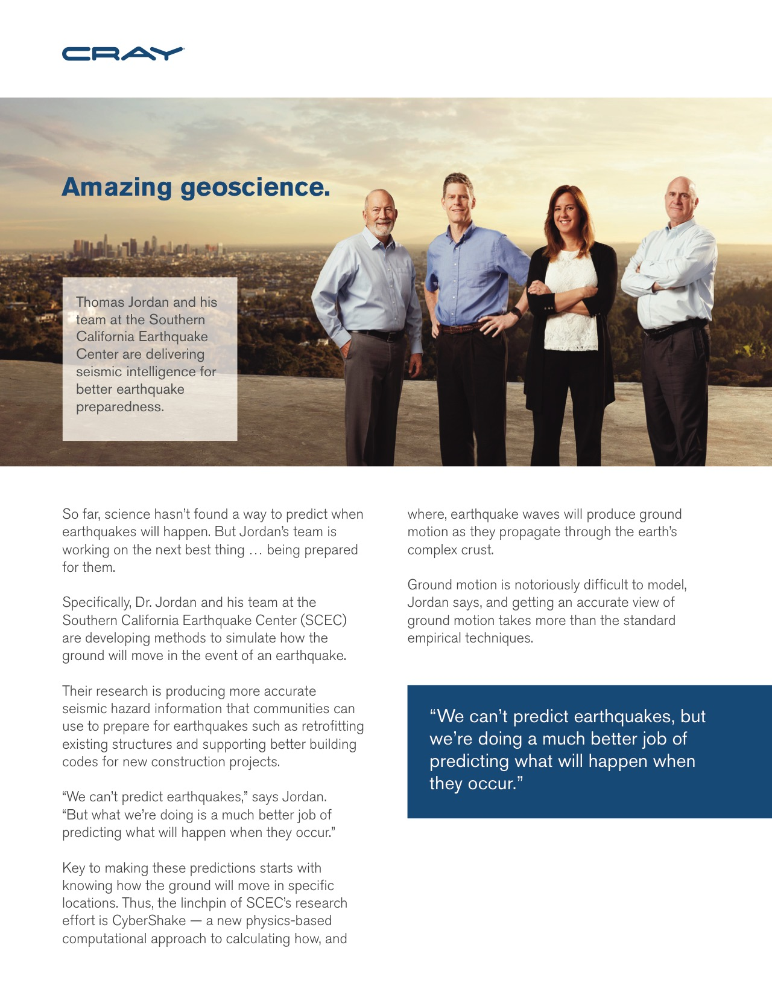 CRAY
Amazing geoscience.
Thomas Jordan and his
team at the Southern
California Earthquake
Center are delivering
seismic intelligence for
better earthquake
preparedness.
So far, science hasn’t found a way to predict when
earthquakes will happen. But Jordan’s team is
working on the next best thing … being prepared
for them.
Specifically, Dr. Jordan and his team at the
Southern California Earthquake Center (SCEC)
are developing methods to simulate how the
ground will move in the event of an earthquake.
Their research is producing more accurate
seismic hazard information that communities can
use to prepare for earthquakes such as retrofitting
existing structures and supporting better building
codes for new construction projects.
“We can’t predict earthquakes,” says Jordan.
“But what we’re doing is a much better job of
predicting what will happen when they occur.”
Key to making these predictions starts with
knowing how the ground will move in specific
locations. Thus, the linchpin of SCEC’s research
effort is CyberShake — a new physics-based
computational approach to calculating how, and
where, earthquake waves will produce ground
motion as they propagate through the earth’s
complex crust.
Ground motion is notoriously difficult to model,
Jordan says, and getting an accurate view of
ground motion takes more than the standard
empirical techniques.
“We can’t predict earthquakes, but
we’re doing a much better job of
predicting what will happen when
they occur.”